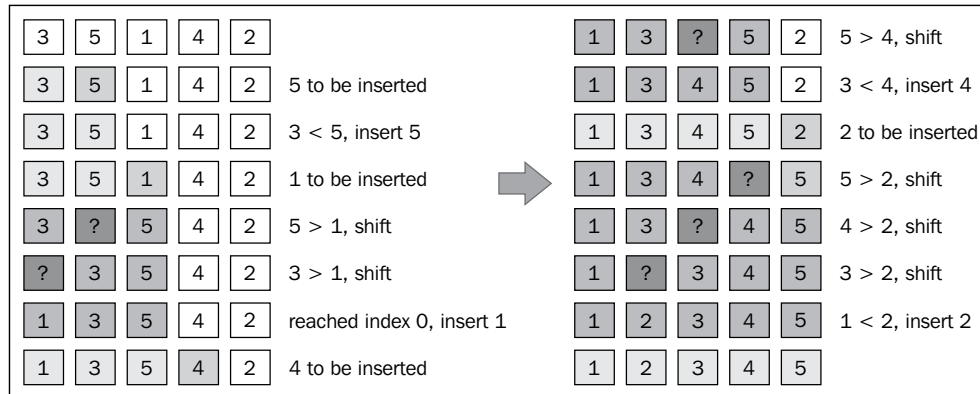 3 5 1 4 2
3 5 1 4 2 5 to be inserted
3 5 1 4 2 3 < 5, insert 5
3 5 1 4 2 1 to be inserted
3 ? 5 4 2 5 > 1, shift
? 3 5 4 2 3 > 1, shift
1 3 5 4 2 reached index 0, insert 1
1 3 5 4 2 4 to be inserted
1 3 ? 5 2 5 > 4, shift
1 3 4 5 2 3 < 4, insert 4
1 3 4 5 2 2 to be inserted
1 3 4 ? 5 5 > 2, shift
1 3 ? 4 5 4 > 2, shift
1 ? 3 4 5 3 > 2, shift
1 2 3 4 5 1 < 2, insert 2
1 2 3 4 5